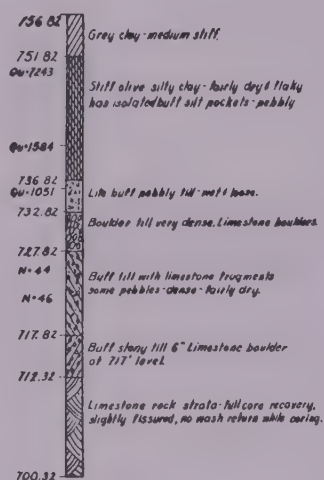 756.82
Grey clay-medium stiff.
751.82
Qu=7243
Stiff olive silty clay-fairly dry & flaky
has isolated buff silt pockets-pebbly
Qu=1584
736.82
Qu=1051
Lite buff pebbly till-wet & loose.
732.82
Boulder till very dense. Limestone boulders.
727.82
N=44
Buff till with limestone fragments
some pebbles-dense-fairly dry.
N=46
717.82
Buff stony till 6" Limestone boulder
at 717' level.
712.32
Limestone rock strata-full core recovery,
slightly fissured, no wash return while coring.
700.32